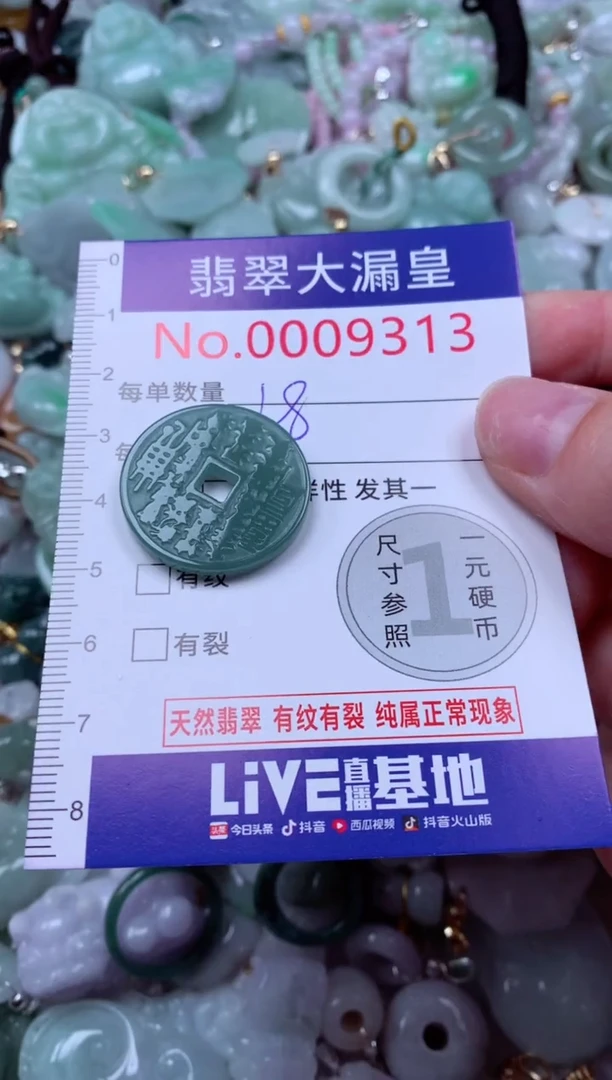 翡翠大漏皇
No.0009313
0
1
2
3
4
5
6
7
8
每单数量 18
样性 发其一
有纹
有裂
尺寸参照
1
一元硬币
天然翡翠 有纹有裂 纯属正常现象
LiVE直播基地
头条 今日头条 抖音 西瓜视频 抖音火山版